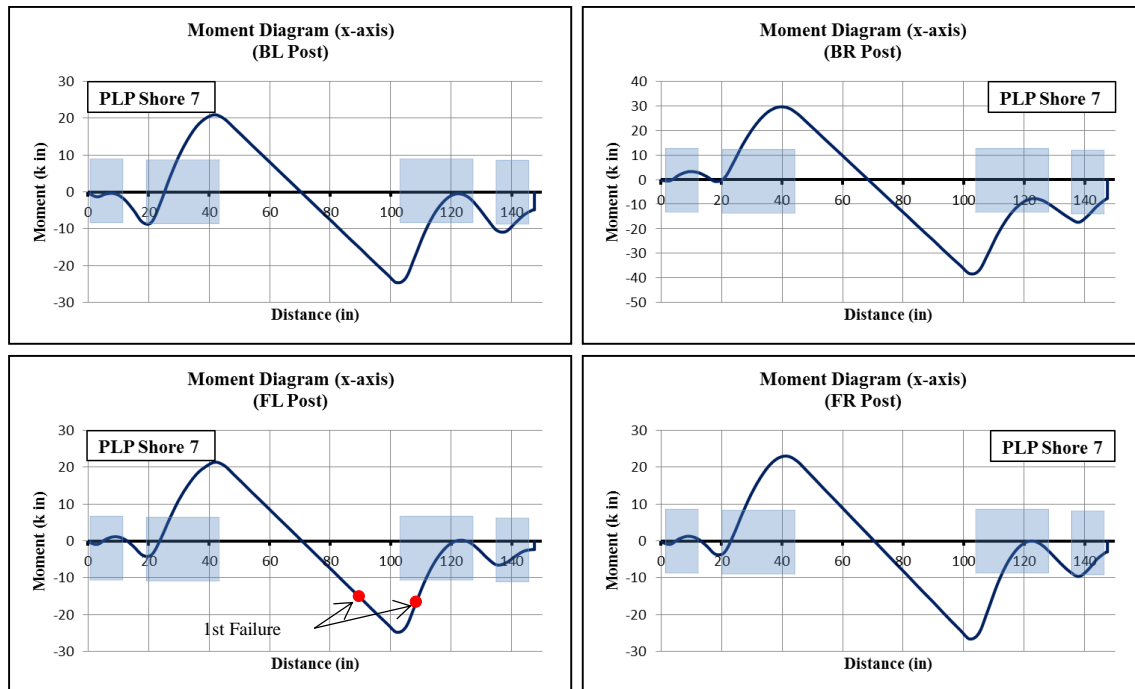 Moment Diagram (x-axis)
(BL Post)
PLP Shore 7
30
20
10
0
-10
-20
-30
0 20 40 60 80 100 120 140
Moment (k in)
Distance (in)
Moment Diagram (x-axis)
(BR Post)
PLP Shore 7
40
30
20
10
0
-10
-20
-30
-40
-50
0 20 40 60 80 100 120 140
Moment (k in)
Distance (in)
Moment Diagram (x-axis)
(FL Post)
PLP Shore 7
30
20
10
0
-10
-20
-30
0 20 40 60 80 100 120 140
1st Failure
Moment (k in)
Distance (in)
Moment Diagram (x-axis)
(FR Post)
PLP Shore 7
30
20
10
0
-10
-20
-30
0 20 40 60 80 100 120 140
Moment (k in)
Distance (in)